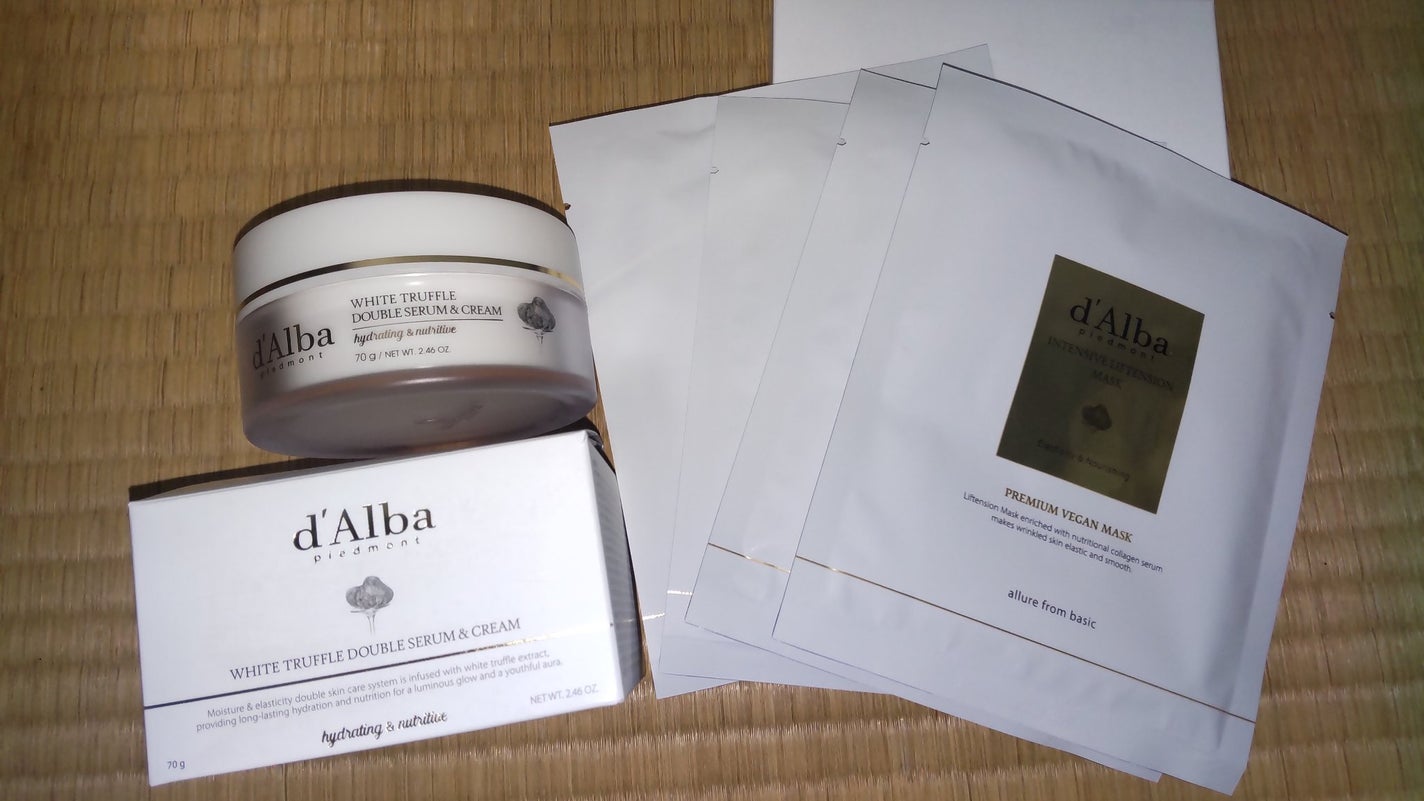 d'Alba
piedmont
WHITE TRUFFLE
DOUBLE SERUM & CREAM
hydrating & nutritive
70 g / NET WT. 2.46 OZ.
d'Alba
piedmont
WHITE TRUFFLE DOUBLE SERUM & CREAM
Moisture & elasticity double skin care system is infused with white truffle extract,
providing long-lasting hydration and nutrition for a luminous glow and a youthful aura.
hydrating & nutritive
70 g
NET WT. 2.46 OZ.
d'Alba
piedmont
INTENSIVE LIFTENSION
MASK
& Nourishing
PREMIUM VEGAN MASK
Liftension Mask enriched with nutritional collagen serum
makes wrinkled skin elastic and smooth.
allure from basic